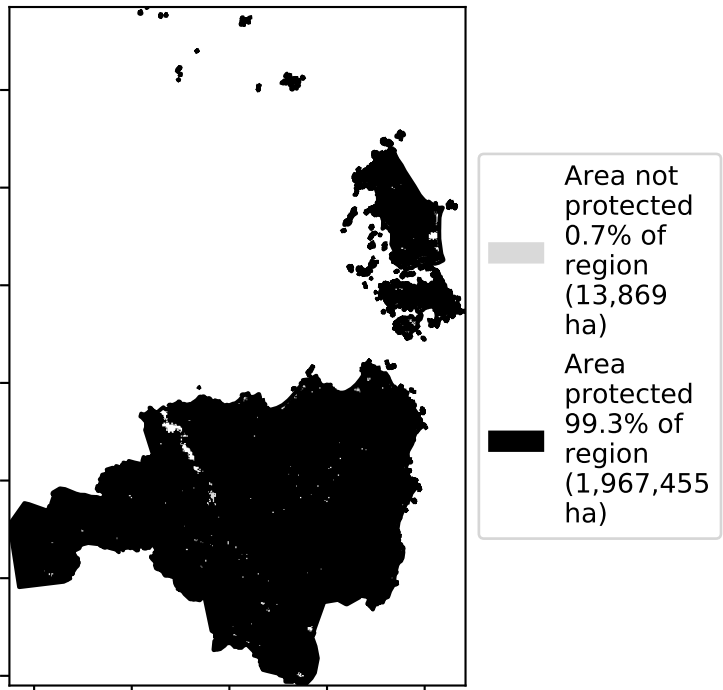 Area not
protected
0.7% of
region
(13,869
ha)
Area
protected
99.3% of
region
(1,967,455
ha)